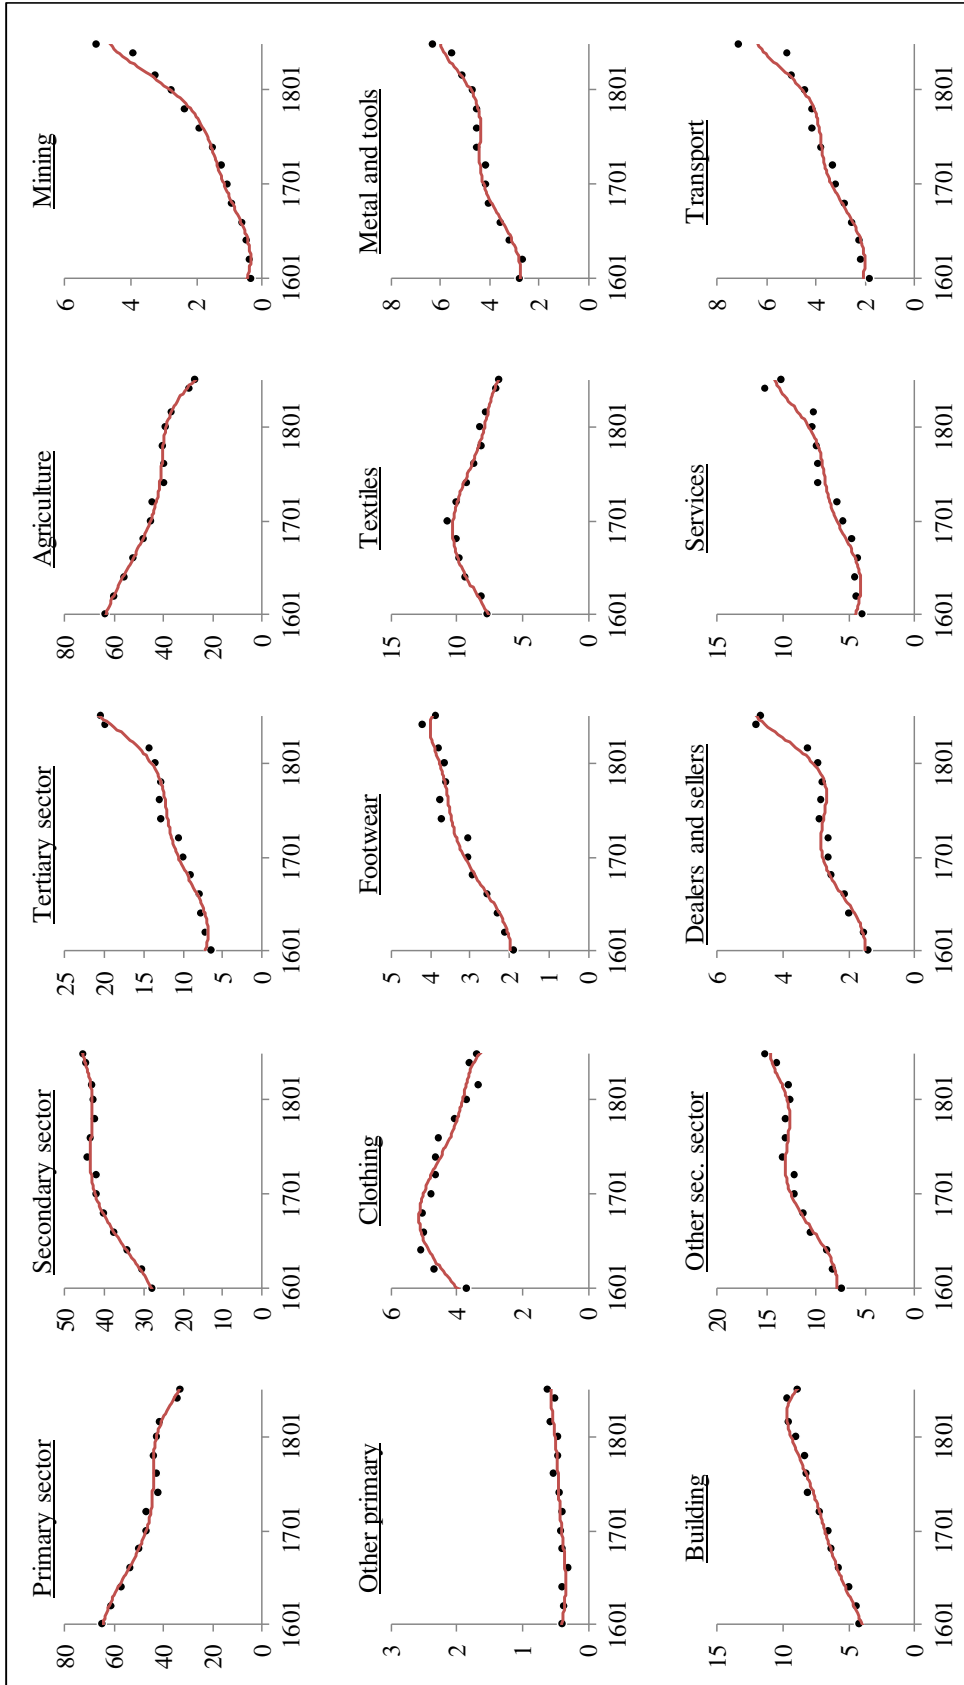 Primary sector
80
60
40
20
0
1601 1701 1801
Secondary sector
50
40
30
20
10
0
1601 1701 1801
Tertiary sector
25
20
15
10
5
0
1601 1701 1801
Agriculture
80
60
40
20
0
1601 1701 1801
Mining
6
4
2
0
1601 1701 1801
Other primary
3
2
1
0
1601 1701 1801
Clothing
6
4
2
0
1601 1701 1801
Footwear
5
4
3
2
1
0
1601 1701 1801
Textiles
15
10
5
0
1601 1701 1801
Metal and tools
8
6
4
2
0
1601 1701 1801
Building
15
10
5
0
1601 1701 1801
Other sec. sector
20
15
10
5
0
1601 1701 1801
Dealers and sellers
6
4
2
0
1601 1701 1801
Services
15
10
5
0
1601 1701 1801
Transport
8
6
4
2
0
1601 1701 1801